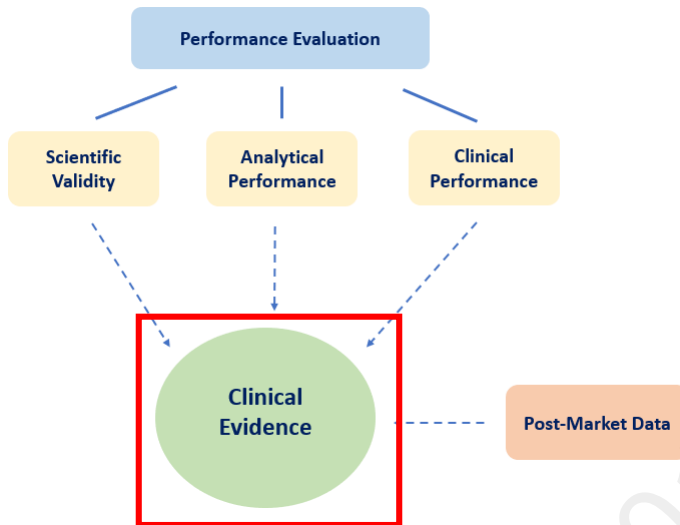 Performance Evaluation
Scientific
Validity
Analytical
Performance
Clinical
Performance
Clinical
Evidence
Post-Market Data